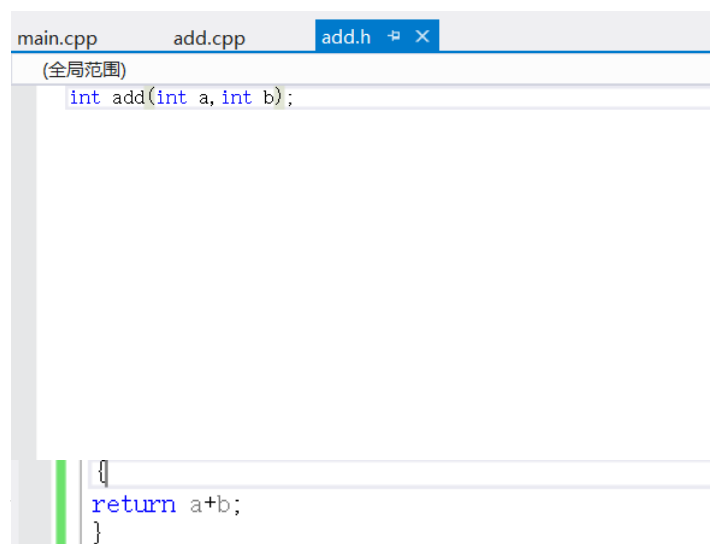 main.cpp add.cpp add.h
(全局范围)
int add(int a,int b);
{
return a+b;
}